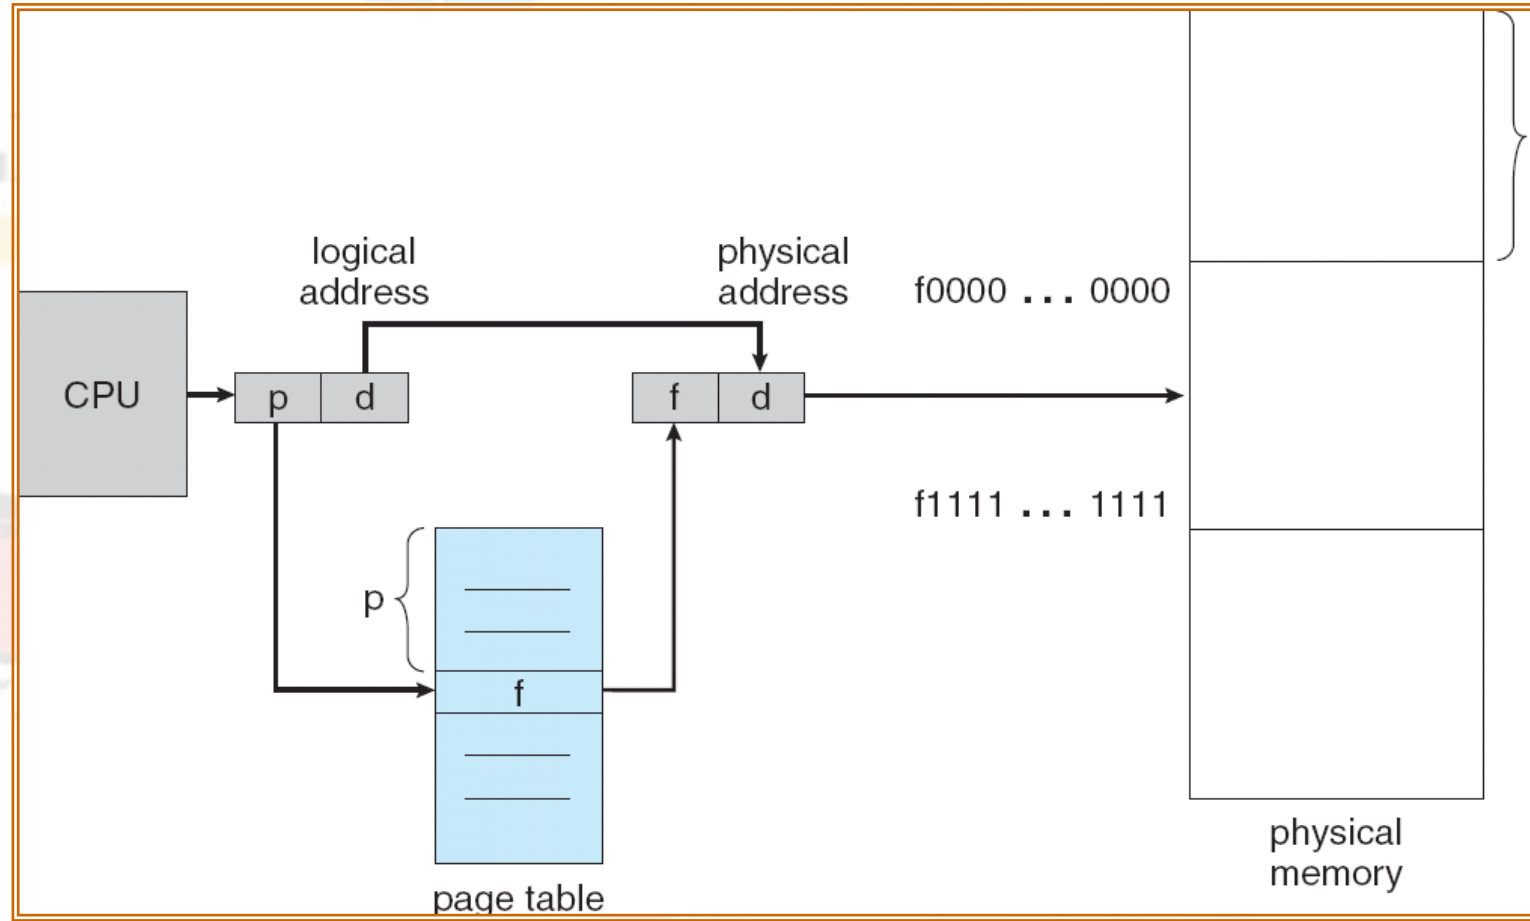 logical
address
physical
address
f0000 ... 0000
CPU
p
d
f
d
f1111 ... 1111
p
f
physical
memory
page table